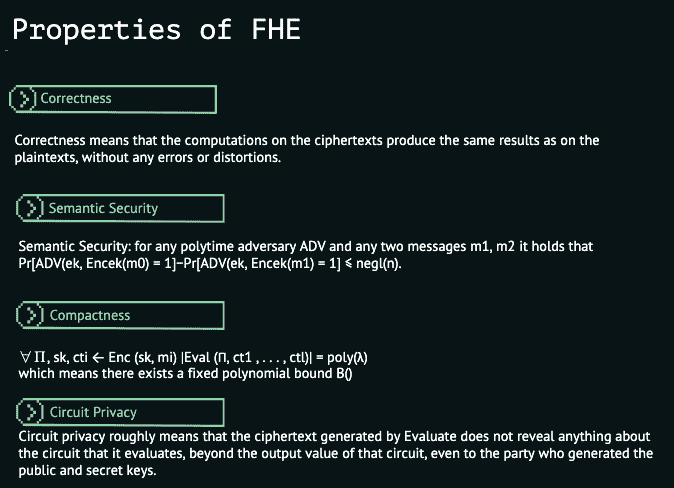 Properties of FHE
Correctness
Correctness means that the computations on the ciphertexts produce the same results as on the
plaintexts, without any errors or distortions.
Semantic Security
Semantic Security: for any polytime adversary ADV and any two messages m1, m2 it holds that
Pr[ADV(ek, Encek(m0) = 1]−Pr[ADV(ek, Encek(m1) = 1] ⩽ negl(n).
Compactness
∀ Π, sk, cti ← Enc (sk, mi) |Eval (Π, ct1 , . . . , ctl)| = poly(λ)
which means there exists a fixed polynomial bound B()
Circuit Privacy
Circuit privacy roughly means that the ciphertext generated by Evaluate does not reveal anything about
the circuit that it evaluates, beyond the output value of that circuit, even to the party who generated the
public and secret keys.